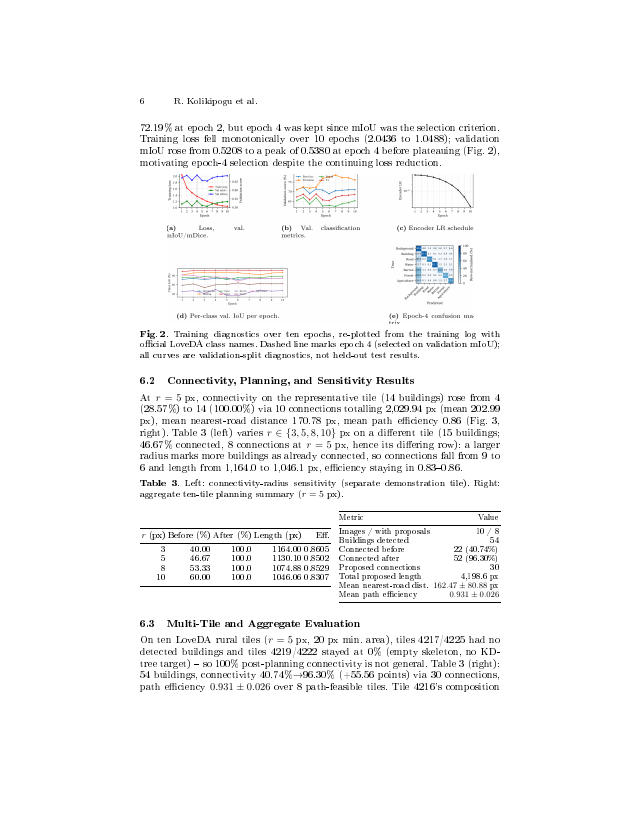 6 R. Kolikipogu et al.
72.19% at epoch 2, but epoch 4 was kept since mIoU was the selection criterion.
Training loss fell monotonically over 10 epochs (2.0436 to 1.0488); validation
mIoU rose from 0.5208 to a peak of 0.5380 at epoch 4 before plateauing (Fig. 2),
motivating epoch-4 selection despite the continuing loss reduction.
Epoch
Epoch
Epoch
(a) Loss, val.
mIoU/mDice.
(b) Val. classification
metrics.
(c) Encoder LR schedule
Background
Building
Road
Water
Barren
Forest
Agriculture
Predicted
(d) Per-class val. IoU per epoch.
(e) Epoch-4 confusion ma
trix
Fig. 2. Training diagnostics over ten epochs, re-plotted from the training log with
official LoveDA class names. Dashed line marks epoch 4 (selected on validation mIoU);
all curves are validation-split diagnostics, not held-out test results.
6.2 Connectivity, Planning, and Sensitivity Results
At r = 5 px, connectivity on the representative tile (14 buildings) rose from 4
(28.57%) to 14 (100.00%) via 10 connections totalling 2,029.94 px (mean 202.99
px), mean nearest-road distance 170.78 px, mean path efficiency 0.86 (Fig. 3,
right). Table 3 (left) varies r ∈ {3, 5, 8, 10} px on a different tile (15 buildings;
46.67% connected, 8 connections at r = 5 px, hence its differing row): a larger
radius marks more buildings as already connected, so connections fall from 9 to
6 and length from 1,164.0 to 1,046.1 px, efficiency staying in 0.83–0.86.
Table 3. Left: connectivity-radius sensitivity (separate demonstration tile). Right:
aggregate ten-tile planning summary (r = 5 px).
r (px) Before (%) After (%) Length (px) Eff.
3 40.00 100.0 1164.00 0.8605
5 46.67 100.0 1130.10 0.8502
8 53.33 100.0 1074.88 0.8529
10 60.00 100.0 1046.06 0.8307
Metric Value
Images / with proposals 10 / 8
Buildings detected 54
Connected before 22 (40.74%)
Connected after 52 (96.30%)
Proposed connections 30
Total proposed length 4,198.6 px
Mean nearest-road dist. 162.47 ± 80.88 px
Mean path efficiency 0.931 ± 0.026
6.3 Multi-Tile and Aggregate Evaluation
On ten LoveDA rural tiles (r = 5 px, 20 px min. area), tiles 4217/4225 had no
detected buildings and tiles 4219/4222 stayed at 0% (empty skeleton, no KD-
tree target) – so 100% post-planning connectivity is not general. Table 3 (right):
54 buildings, connectivity 40.74%→96.30% (+55.56 points) via 30 connections,
path efficiency 0.931 ± 0.026 over 8 path-feasible tiles. Tile 4216's composition